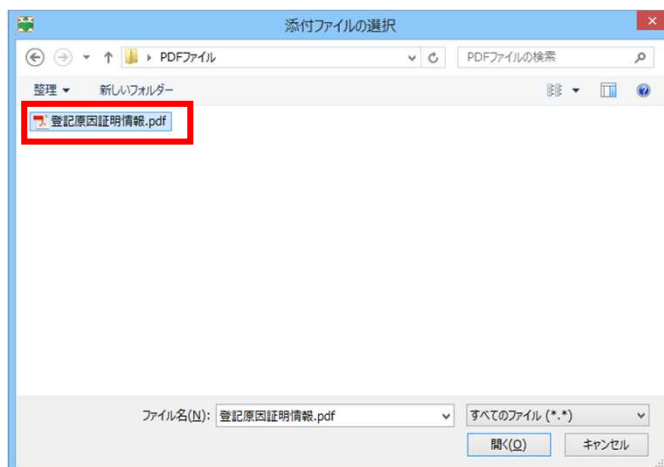 添付ファイルの選択
PDFファイル
PDFファイルの検索
整理
新しいフォルダー
登記原因証明情報.pdf
ファイル名(N): 登記原因証明情報.pdf
すべてのファイル (*.*)
開く(O)
キャンセル